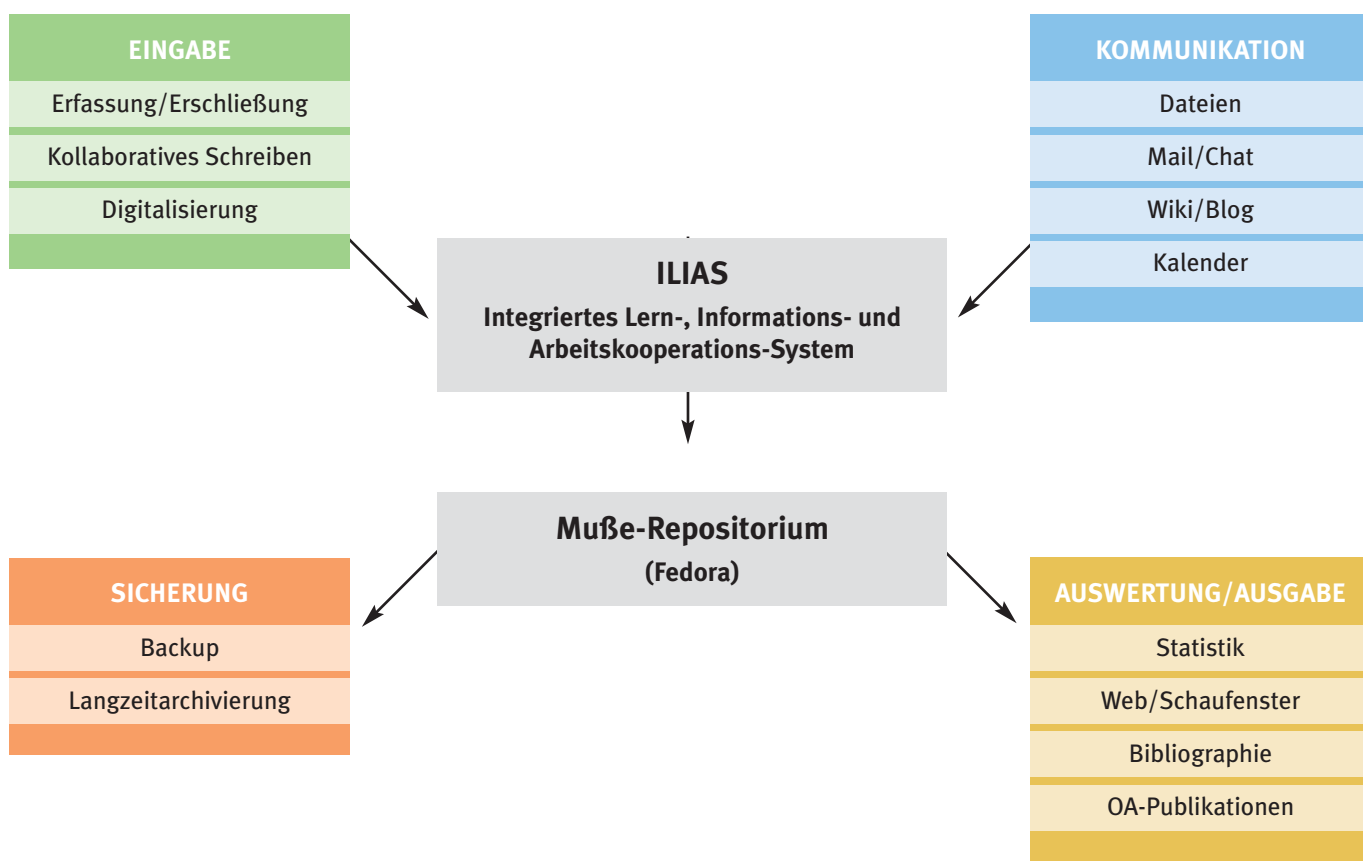 EINGABE
Erfassung/Erschließung
Kollaboratives Schreiben
Digitalisierung
KOMMUNIKATION
Dateien
Mail/Chat
Wiki/Blog
Kalender
ILIAS
Integriertes Lern-, Informations- und
Arbeitskooperations-System
Muße-Repositorium
(Fedora)
SICHERUNG
Backup
Langzeitarchivierung
AUSWERTUNG/AUSGABE
Statistik
Web/Schaufenster
Bibliographie
OA-Publikationen